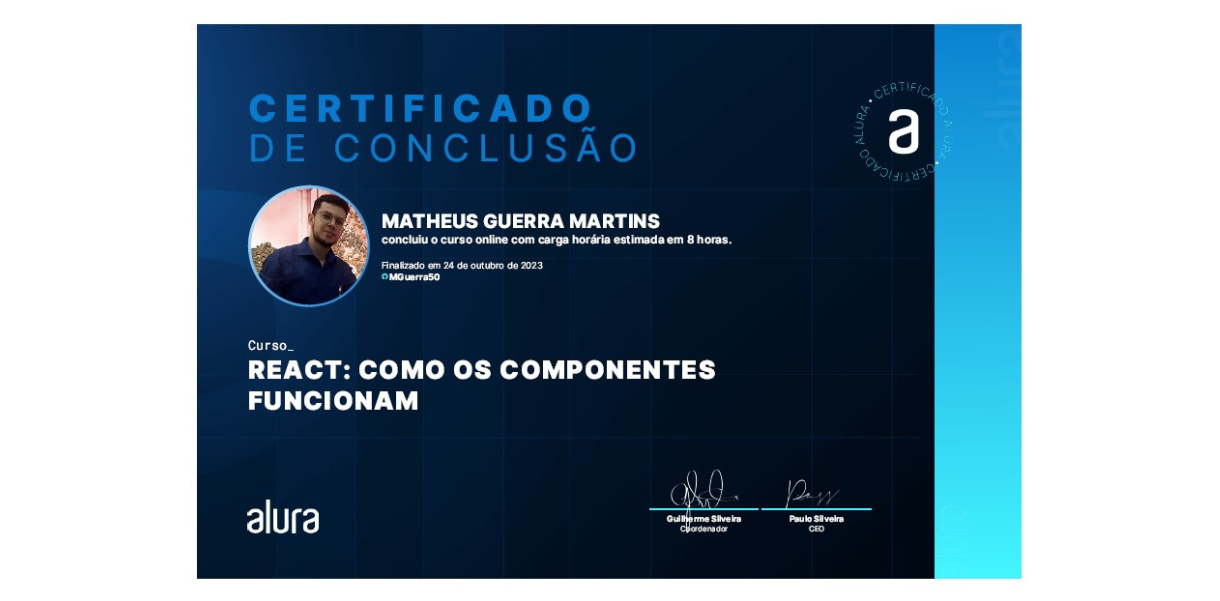 CERTIFICADO
DE CONCLUSÃO
CERTIFICADO ALURA • CERTIFICADO ALURA •
a
alura
MATHEUS GUERRA MARTINS
concluiu o curso online com carga horária estimada em 8 horas.
Finalizado em 24 de outubro de 2023
MGuerra50
Curso_
REACT: COMO OS COMPONENTES
FUNCIONAM
alura
Guilherme Silveira
Coordenador
Paulo Silveira
CEO
alura